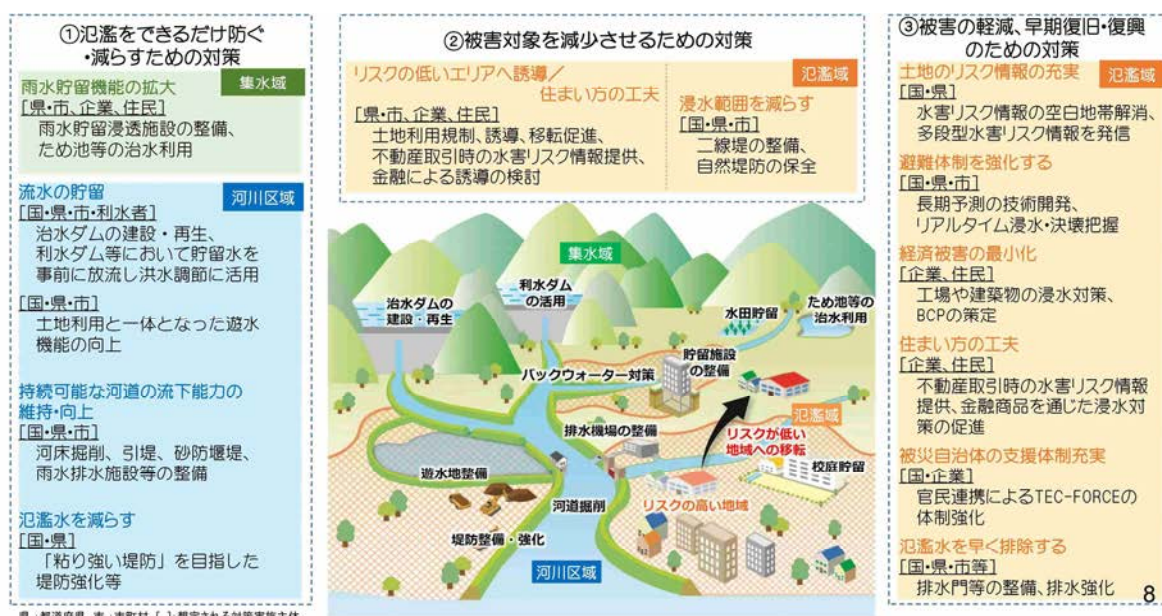 ①氾濫をできるだけ防ぐ
・減らすための対策
集水域
雨水貯留機能の拡大
[県・市、企業、住民]
雨水貯留浸透施設の整備、
ため池等の治水利用
河川区域
流水の貯留
[国・県・市・利水者]
治水ダムの建設・再生、
利水ダム等において貯留水を
事前に放流し洪水調節に活用
[国・県・市]
土地利用と一体となった遊水
機能の向上
持続可能な河道の流下能力の
維持・向上
[国・県・市]
河床掘削、引堤、砂防堰堤、
雨水排水施設等の整備
氾濫水を減らす
[国・県]
「粘り強い堤防」を目指した
堤防強化等
県:都道府県 市:市町村 [ ]:想定される対策実施主体
②被害対象を減少させるための対策
氾濫域
リスクの低いエリアへ誘導/
住まい方の工夫
[県・市、企業、住民]
土地利用規制、誘導、移転促進、
不動産取引時の水害リスク情報提供、
金融による誘導の検討
浸水範囲を減らす
[国・県・市]
二線堤の整備、
自然堤防の保全
集水域
治水ダムの
建設・再生
利水ダム
の活用
水田貯留
ため池等の
治水利用
バックウォーター対策
貯留施設
の整備
氾濫域
排水機場の整備
リスクが低い
地域への移転
校庭貯留
遊水地整備
河道掘削
リスクの高い地域
堤防整備・強化
河川区域
③被害の軽減、早期復旧・復興
のための対策
氾濫域
土地のリスク情報の充実
[国・県]
水害リスク情報の空白地帯解消、
多段型水害リスク情報を発信
避難体制を強化する
[国・県・市]
長期予測の技術開発、
リアルタイム浸水・決壊把握
経済被害の最小化
[企業、住民]
工場や建築物の浸水対策、
BCPの策定
住まい方の工夫
[企業、住民]
不動産取引時の水害リスク情報
提供、金融商品を通じた浸水対
策の促進
被災自治体の支援体制充実
[国・企業]
官民連携によるTEC-FORCEの
体制強化
氾濫水を早く排除する
[国・県・市等]
排水門等の整備、排水強化
8